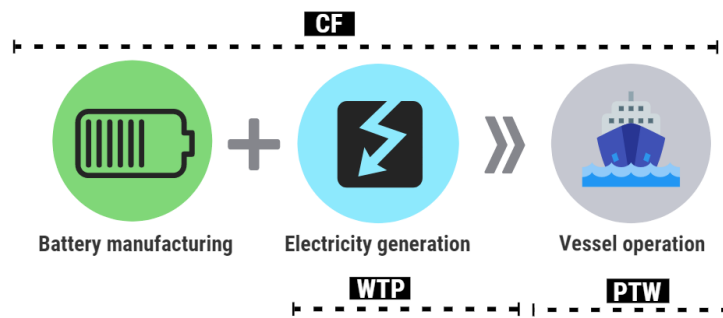 CF
Battery manufacturing
Electricity generation
Vessel operation
WTP
PTW